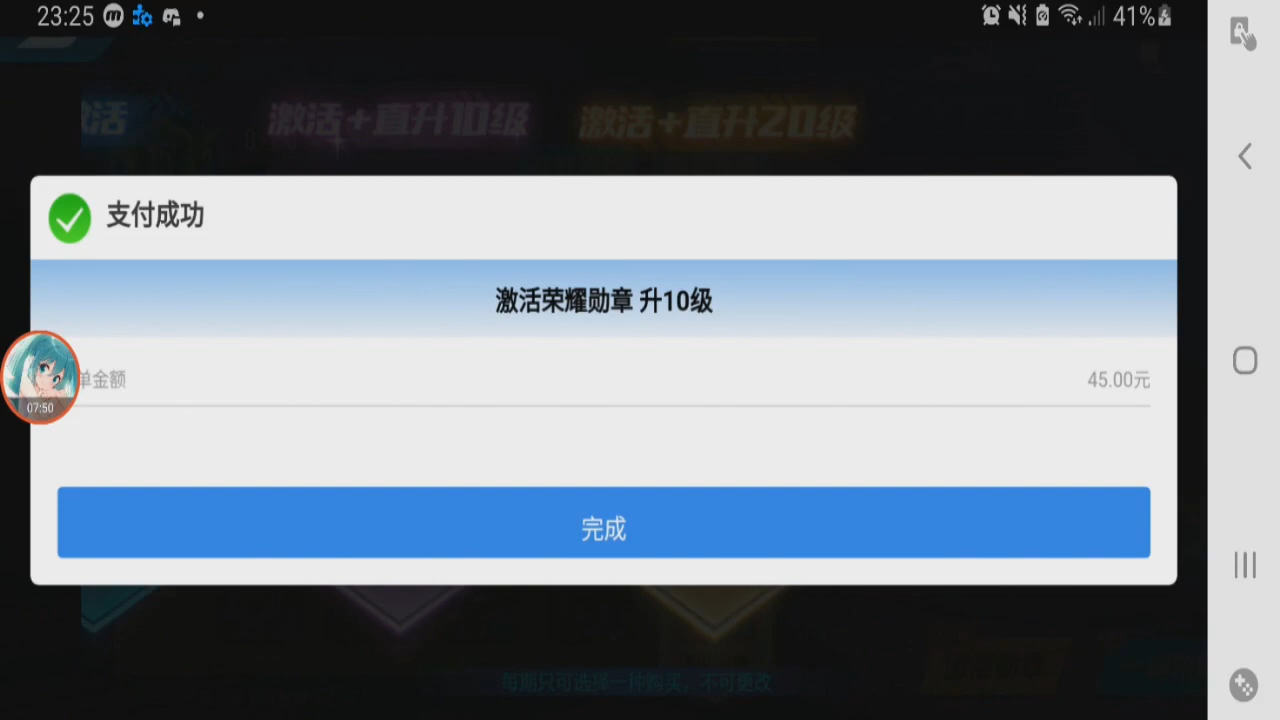 23:25
41%
激活
激活+直升10级
激活+直升20级
支付成功
激活荣耀勋章 升10级
单金额
45.00元
07:50
完成
每期只可选择一种购买，不可更改